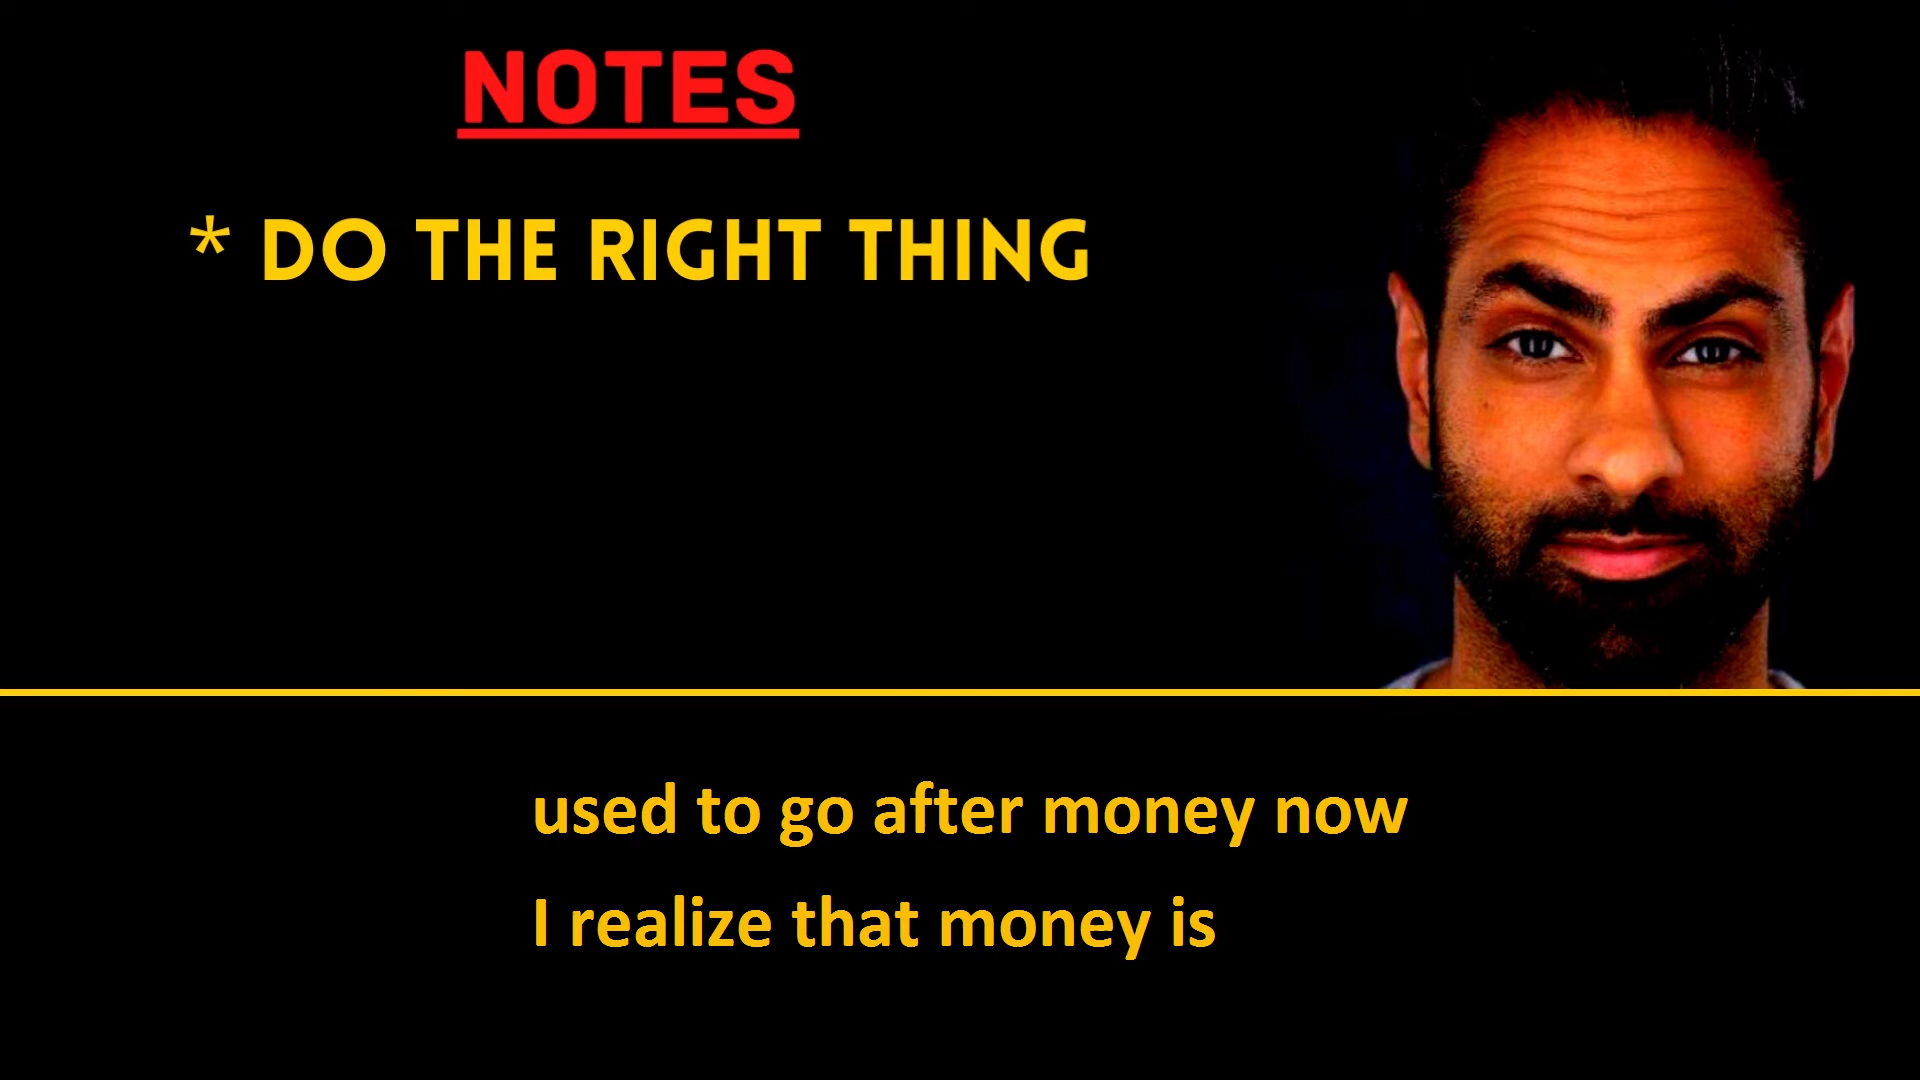 NOTES
* DO THE RIGHT THING
used to go after money now
I realize that money is